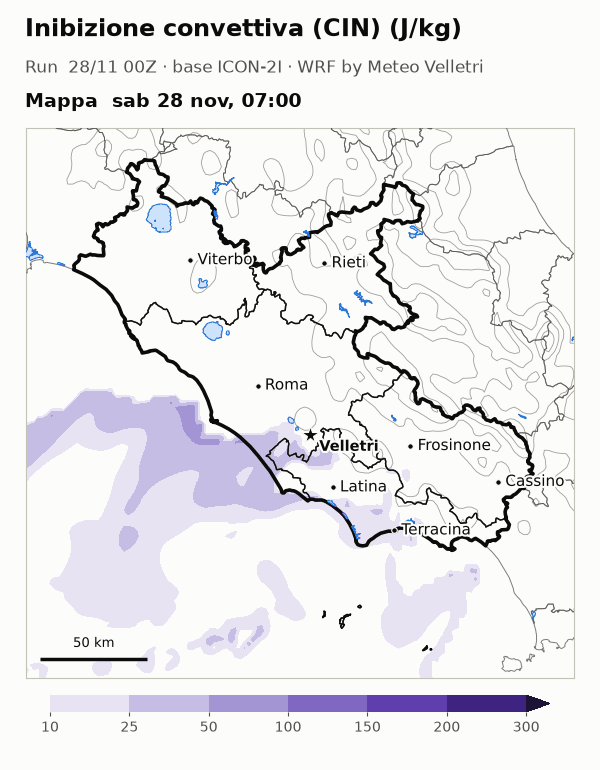 Inibizione convettiva (CIN) (J/kg)
Run  28/11 00Z · base ICON-2I · WRF by Meteo Velletri
Mappa  sab 28 nov, 07:00
Viterbo
Rieti
Roma
Velletri
Frosinone
Latina
Cassino
Terracina
50 km
10 25 50 100 150 200 300